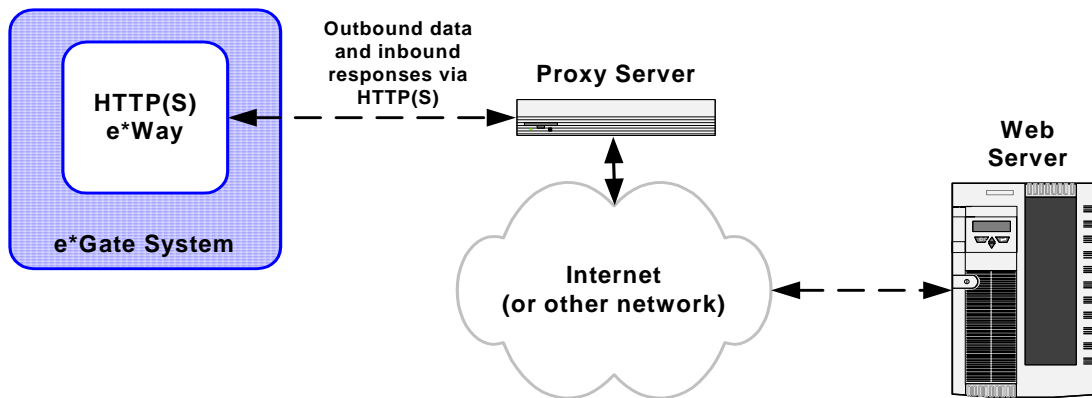 HTTP(S)
e*Way
e*Gate System
Outbound data
and inbound
responses via
HTTP(S)
Proxy Server
Internet
(or other network)
Web
Server